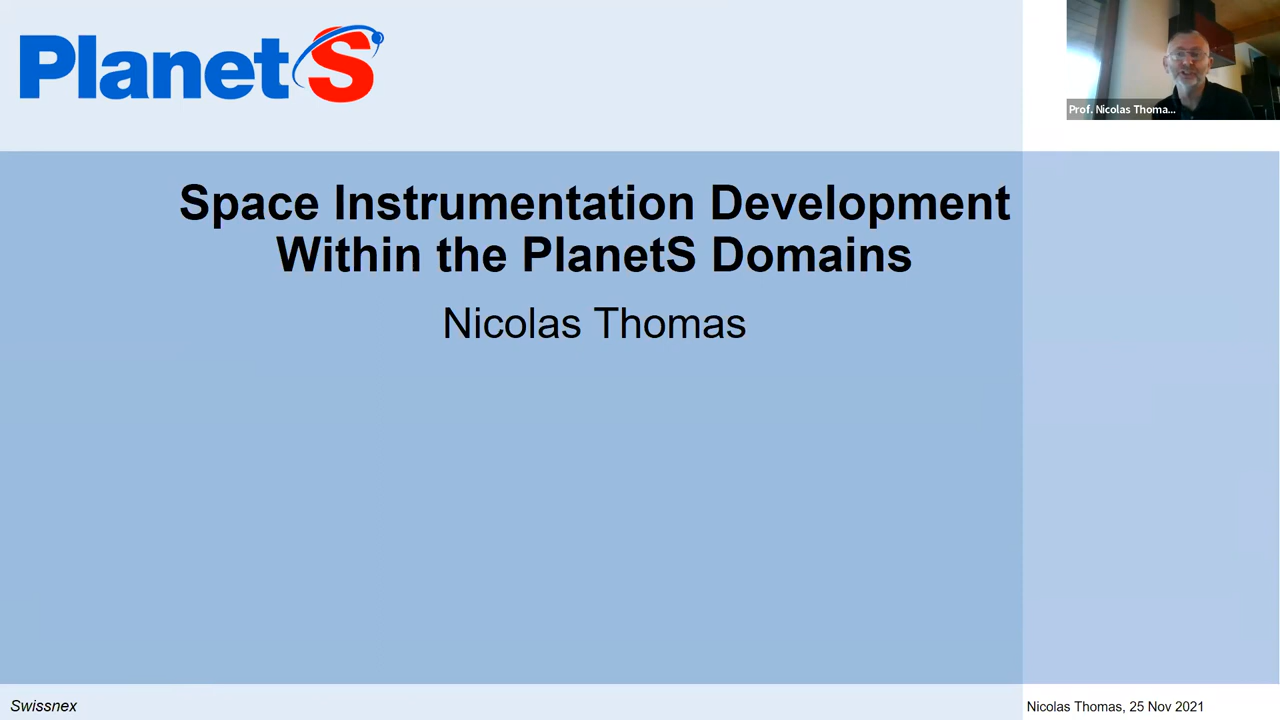 PlanetS
Prof. Nicolas Thoma...
Space Instrumentation Development
Within the PlanetS Domains
Nicolas Thomas
Swissnex
Nicolas Thomas, 25 Nov 2021